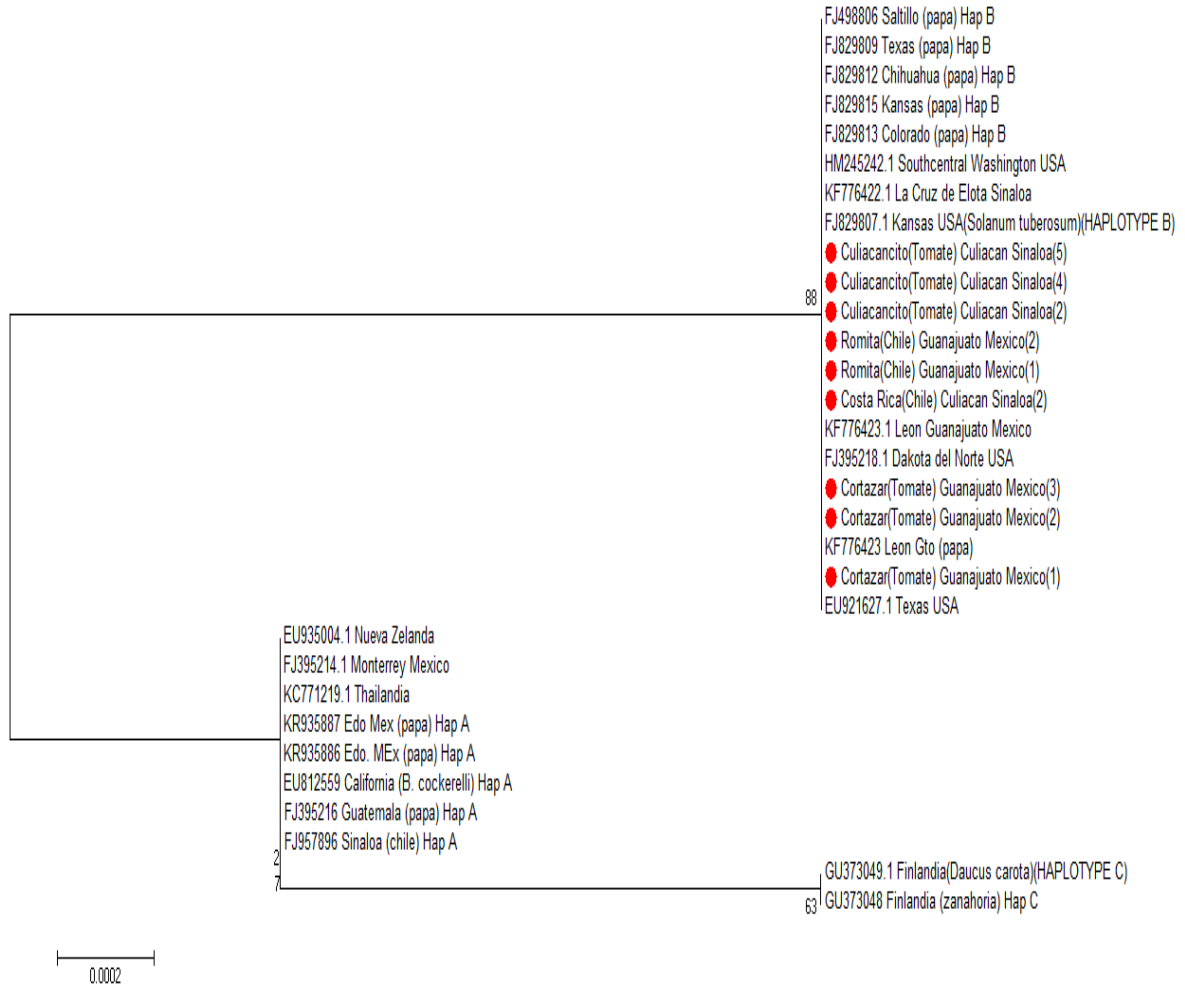 FJ498806 Saltillo (papa) Hap B
FJ829809 Texas (papa) Hap B
FJ829812 Chihuahua (papa) Hap B
FJ829815 Kansas (papa) Hap B
FJ829813 Colorado (papa) Hap B
HM245242.1 Southcentral Washington USA
KF776422.1 La Cruz de Elota Sinaloa
FJ829807.1 Kansas USA(Solanum tuberosum)(HAPLOTYPE B)
Culiacancito(Tomate) Culiacan Sinaloa(5)
Culiacancito(Tomate) Culiacan Sinaloa(4)
Culiacancito(Tomate) Culiacan Sinaloa(2)
Romita(Chile) Guanajuato Mexico(2)
Romita(Chile) Guanajuato Mexico(1)
Costa Rica(Chile) Culiacan Sinaloa(2)
KF776423.1 Leon Guanajuato Mexico
FJ395218.1 Dakota del Norte USA
Cortazar(Tomate) Guanajuato Mexico(3)
Cortazar(Tomate) Guanajuato Mexico(2)
KF776423 Leon Gto (papa)
Cortazar(Tomate) Guanajuato Mexico(1)
EU921627.1 Texas USA
88
EU935004.1 Nueva Zelanda
FJ395214.1 Monterrey Mexico
KC771219.1 Thailandia
KR935887 Edo Mex (papa) Hap A
KR935886 Edo. MEx (papa) Hap A
EU812559 California (B. cockerelli) Hap A
FJ395216 Guatemala (papa) Hap A
FJ957896 Sinaloa (chile) Hap A
2
7
GU373049.1 Finlandia(Daucus carota)(HAPLOTYPE C)
GU373048 Finlandia (zanahoria) Hap C
63
0.0002